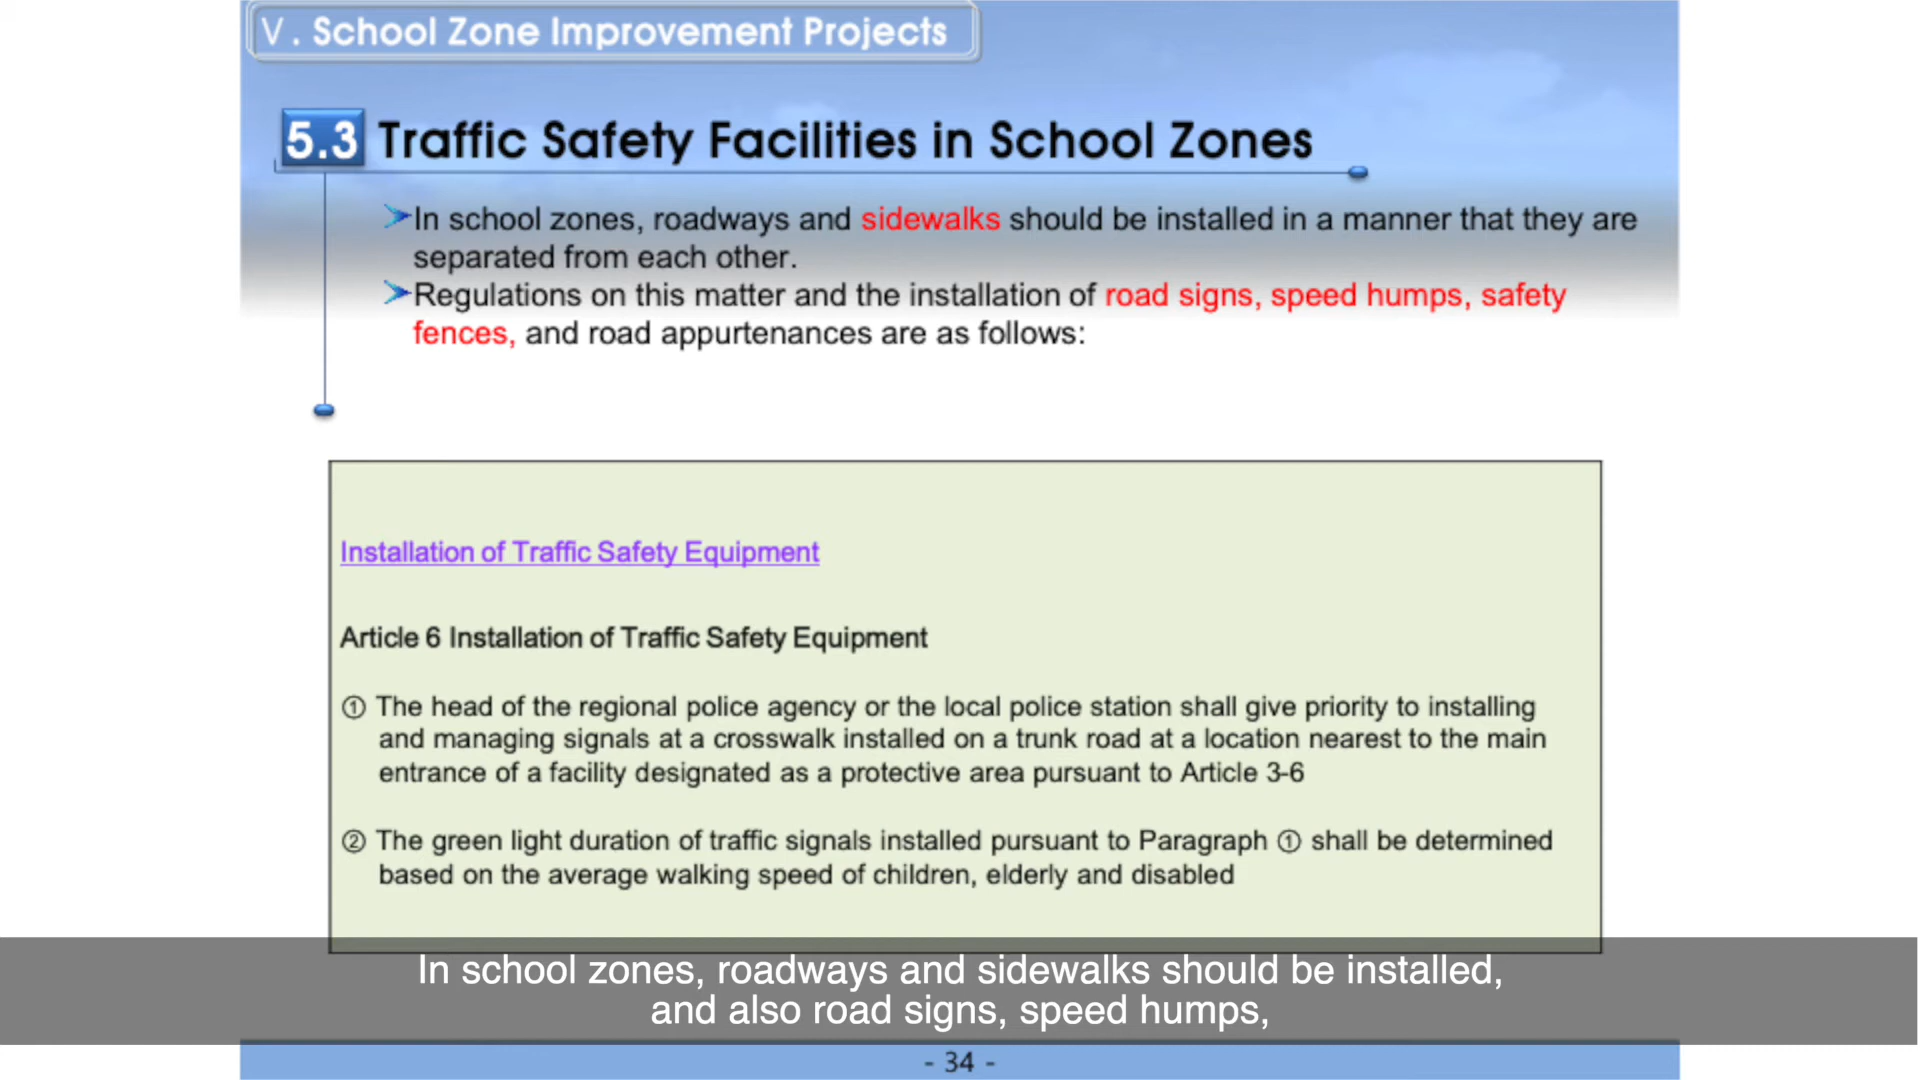 V. School Zone Improvement Projects
5.3 Traffic Safety Facilities in School Zones
In school zones, roadways and sidewalks should be installed in a manner that they are
separated from each other.
Regulations on this matter and the installation of road signs, speed humps, safety
fences, and road appurtenances are as follows:
Installation of Traffic Safety Equipment
Article 6 Installation of Traffic Safety Equipment
① The head of the regional police agency or the local police station shall give priority to installing
and managing signals at a crosswalk installed on a trunk road at a location nearest to the main
entrance of a facility designated as a protective area pursuant to Article 3-6
② The green light duration of traffic signals installed pursuant to Paragraph ① shall be determined
based on the average walking speed of children, elderly and disabled
In school zones, roadways and sidewalks should be installed,
and also road signs, speed humps,
- 34 -